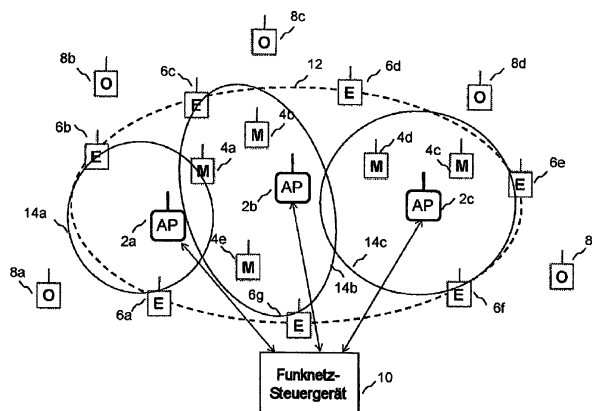 8c
8b
O
6c
12
6d
8d
O
E
E
O
6b
4b
M
E
4a
4d
4c
M
M
M
6e
E
AP
2b
AP
2c
14a
AP
2a
4e
M
14c
14b
8a
O
8
O
6a
E
6g
E
E
6f
Funknetz-
Steuergerät
10